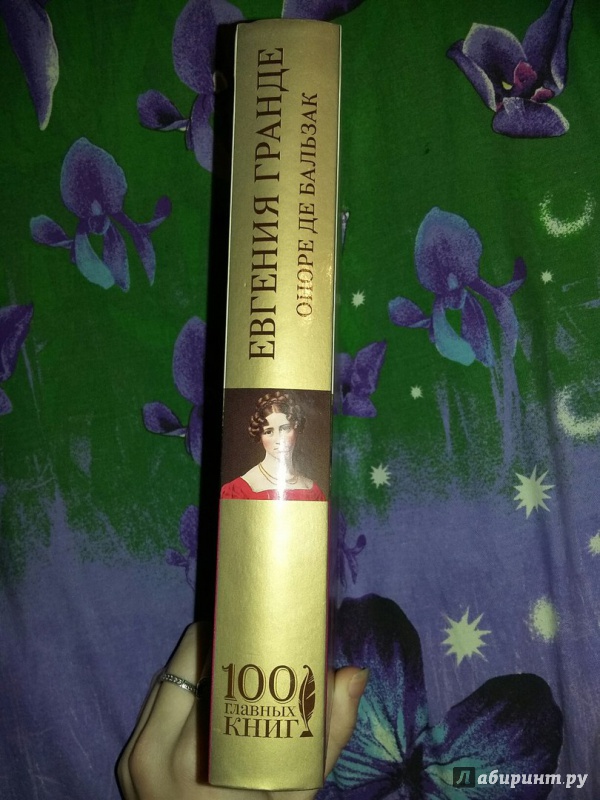 ЕВГЕНИЯ ГРАНДЕ
ОНОРЕ ДЕ БАЛЬЗАК
100
главных
книг
Лабиринт.ру